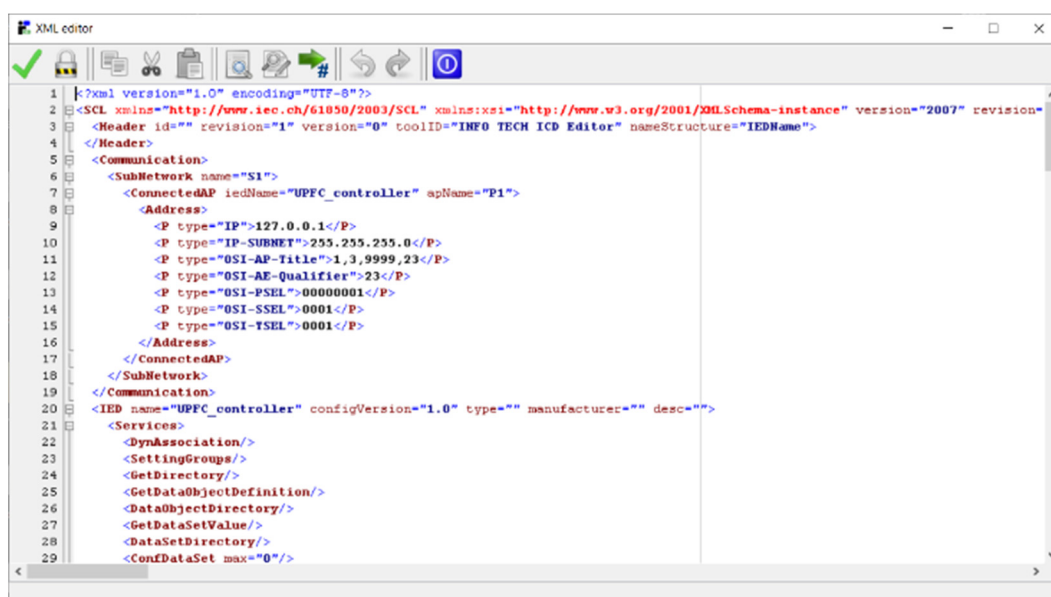 XML editor
1 <?xml version="1.0" encoding="UTF-8"?>
2 <SCL xmlns="http://www.iec.ch/61850/2003/SCL" xmlns:xsi="http://www.w3.org/2001/XMLSchema-instance" version="2007" revision=
3 <Header id="" revision="1" version="0" toolID="INFO TECH ICD Editor" nameStructure="IEDName">
4 </Header>
5 <Communication>
6 <SubNetwork name="S1">
7 <ConnectedAP iedName="UPFC_controller" apName="P1">
8 <Address>
9 <P type="IP">127.0.0.1</P>
10 <P type="IP-SUBNET">255.255.255.0</P>
11 <P type="OSI-AP-Title">1,3,9999,23</P>
12 <P type="OSI-AE-Qualifier">23</P>
13 <P type="OSI-PSEL">00000001</P>
14 <P type="OSI-SSEL">0001</P>
15 <P type="OSI-TSEL">0001</P>
16 </Address>
17 </ConnectedAP>
18 </SubNetwork>
19 </Communication>
20 <IED name="UPFC_controller" configVersion="1.0" type="" manufacturer="" desc="">
21 <Services>
22 <DynAssociation/>
23 <SettingGroups/>
24 <GetDirectory/>
25 <GetDataObjectDefinition/>
26 <DataObjectDirectory/>
27 <GetDataSetValue/>
28 <DataSetDirectory/>
29 <ConfDataSet max="0"/>